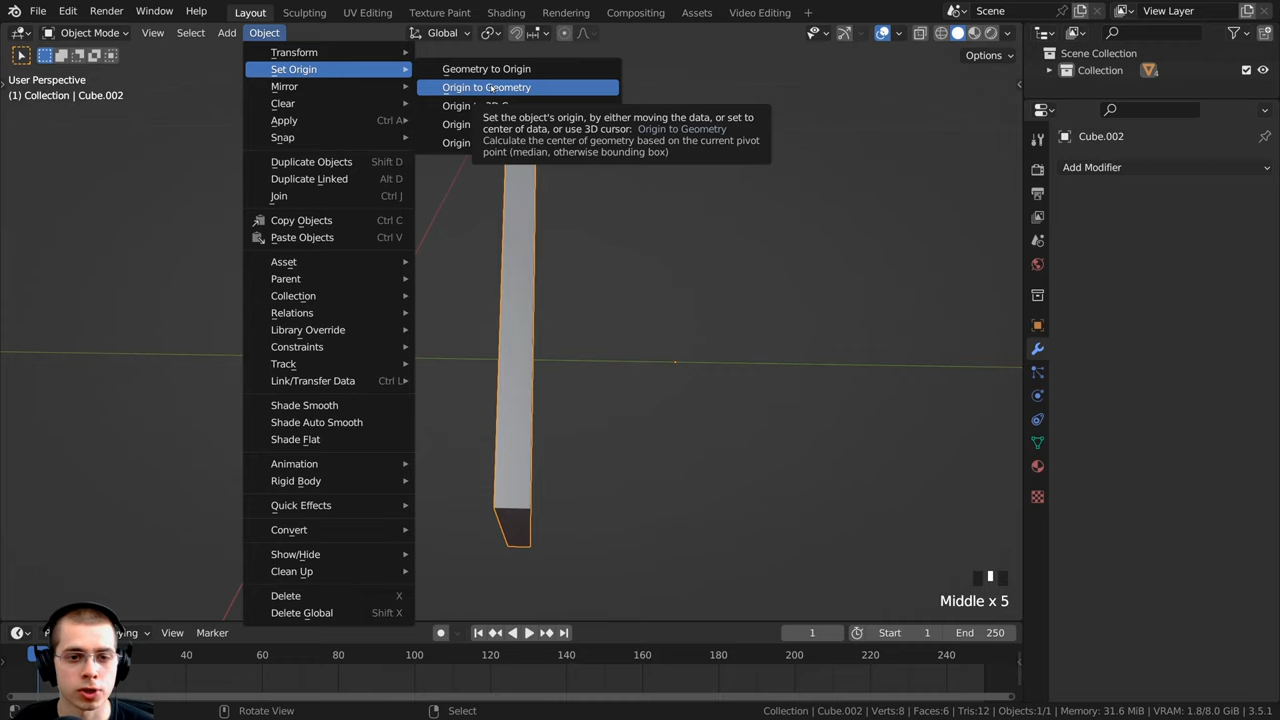 File Edit Render Window Help Layout Sculpting UV Editing Texture Paint Shading Animation Rendering Compositing Assets Video Editing + Scene View Layer
Object Mode View Select Add Object Global Options
User Perspective
(1) Collection | Cube.002
Transform
Set Origin
Mirror
Clear
Apply Ctrl A
Snap
Duplicate Objects Shift D
Duplicate Linked Alt D
Join Ctrl J
Copy Objects Ctrl C
Paste Objects Ctrl V
Asset
Parent
Collection
Relations
Library Override
Constraints
Track
Link/Transfer Data Ctrl L
Shade Smooth
Shade Auto Smooth
Shade Flat
Animation
Rigid Body
Quick Effects
Convert
Show/Hide
Clean Up
Delete X
Delete Global Shift X
Geometry to Origin
Origin to Geometry
Origin
Origin
Origin
Set the object's origin, by either moving the data, or set to
center of data, or use 3D cursor: Origin to Geometry
Calculate the center of geometry based on the current pivot
point (median, otherwise bounding box)
Scene Collection
Collection 4
Cube.002
Add Modifier
Middle x 5
View Marker 1 Start 1 End 250
40 60 80 100 120 140 160 180 200 220 240
Rotate View Select Collection | Cube.002 | Verts:8 | Faces:6 | Tris:12 | Objects:1/1 | Memory: 31.6 MiB | VRAM: 1.8/8.0 GiB | 3.5.1